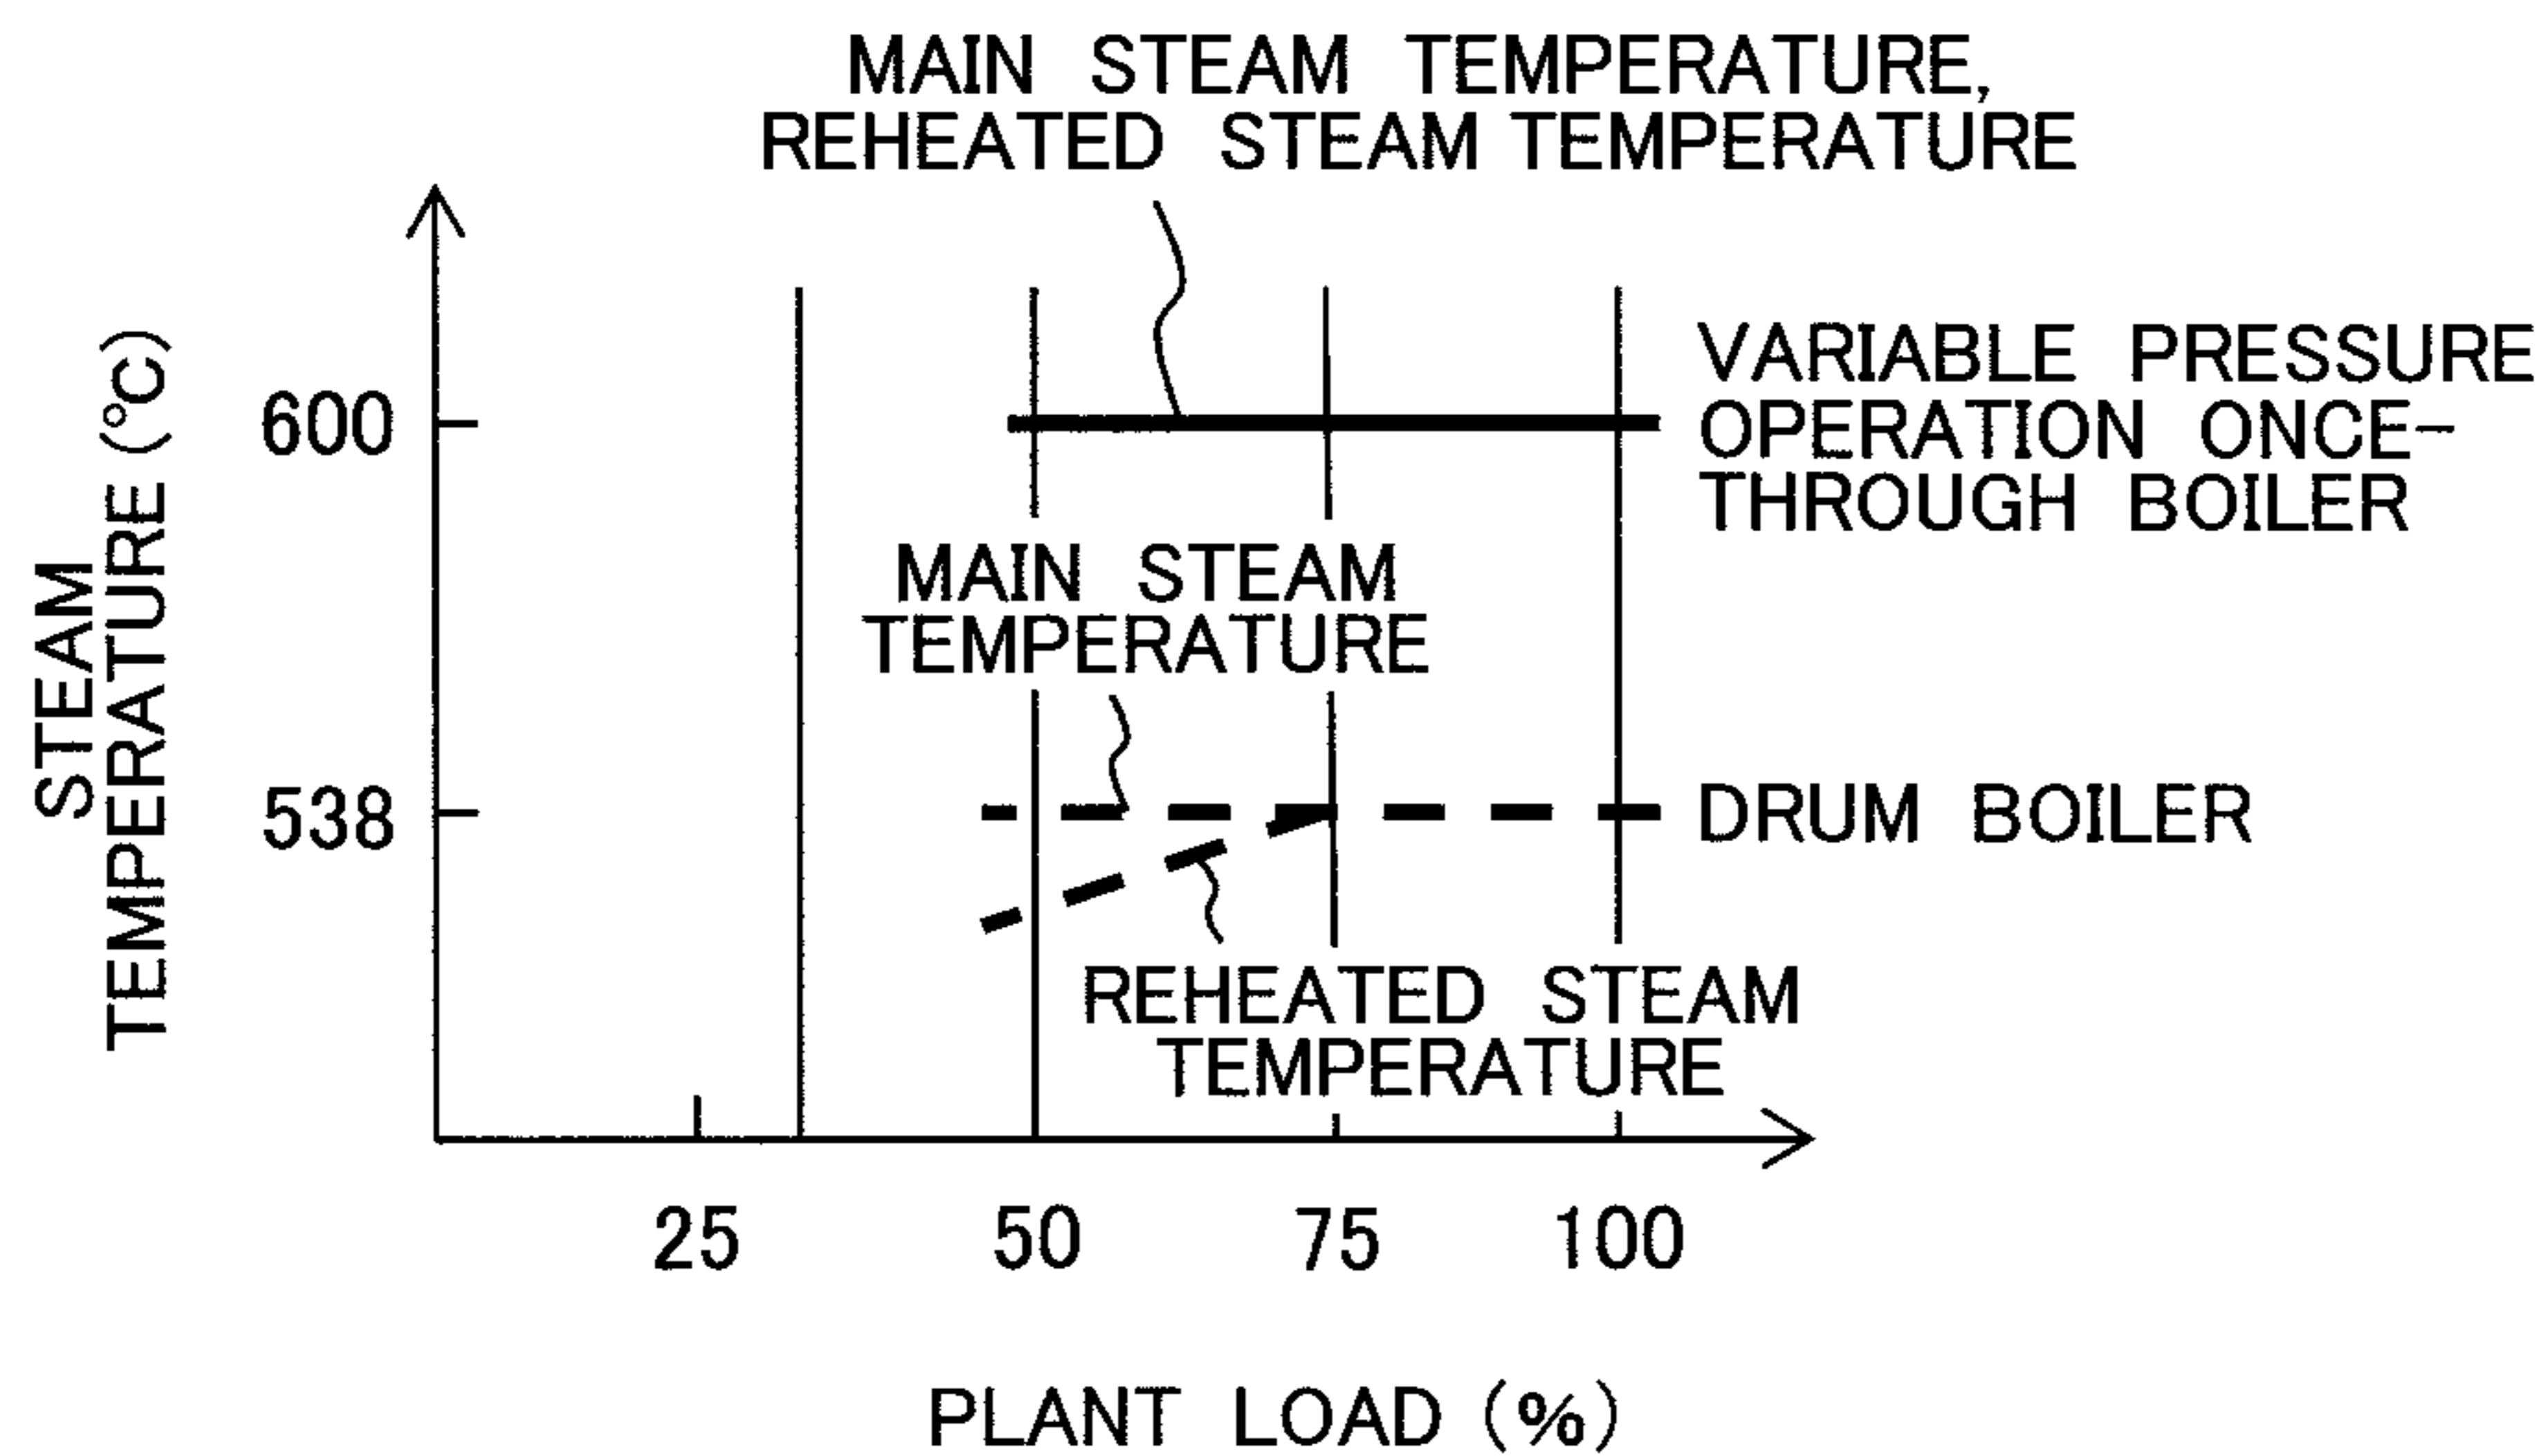 MAIN STEAM TEMPERATURE,
REHEATED STEAM TEMPERATURE
STEAM
TEMPERATURE (°C)
600
VARIABLE PRESSURE
OPERATION ONCE-
THROUGH BOILER
MAIN STEAM
TEMPERATURE
538
DRUM BOILER
REHEATED STEAM
TEMPERATURE
25 50 75 100
PLANT LOAD (%)